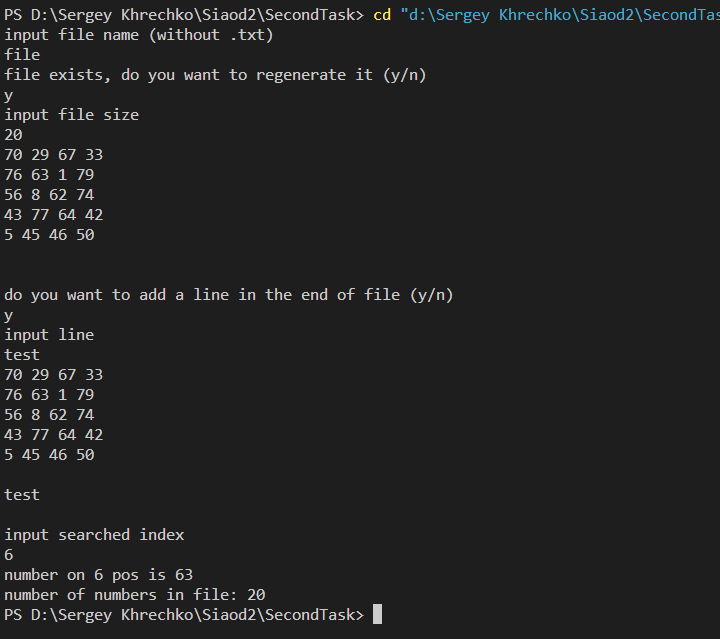 PS D:\Sergey Khrechko\Siaod2\SecondTask> cd "d:\Sergey Khrechko\Siaod2\SecondTas
input file name (without .txt)
file
file exists, do you want to regenerate it (y/n)
y
input file size
20
70 29 67 33
76 63 1 79
56 8 62 74
43 77 64 42
5 45 46 50
do you want to add a line in the end of file (y/n)
y
input line
test
70 29 67 33
76 63 1 79
56 8 62 74
43 77 64 42
5 45 46 50
test
input searched index
6
number on 6 pos is 63
number of numbers in file: 20
PS D:\Sergey Khrechko\Siaod2\SecondTask>